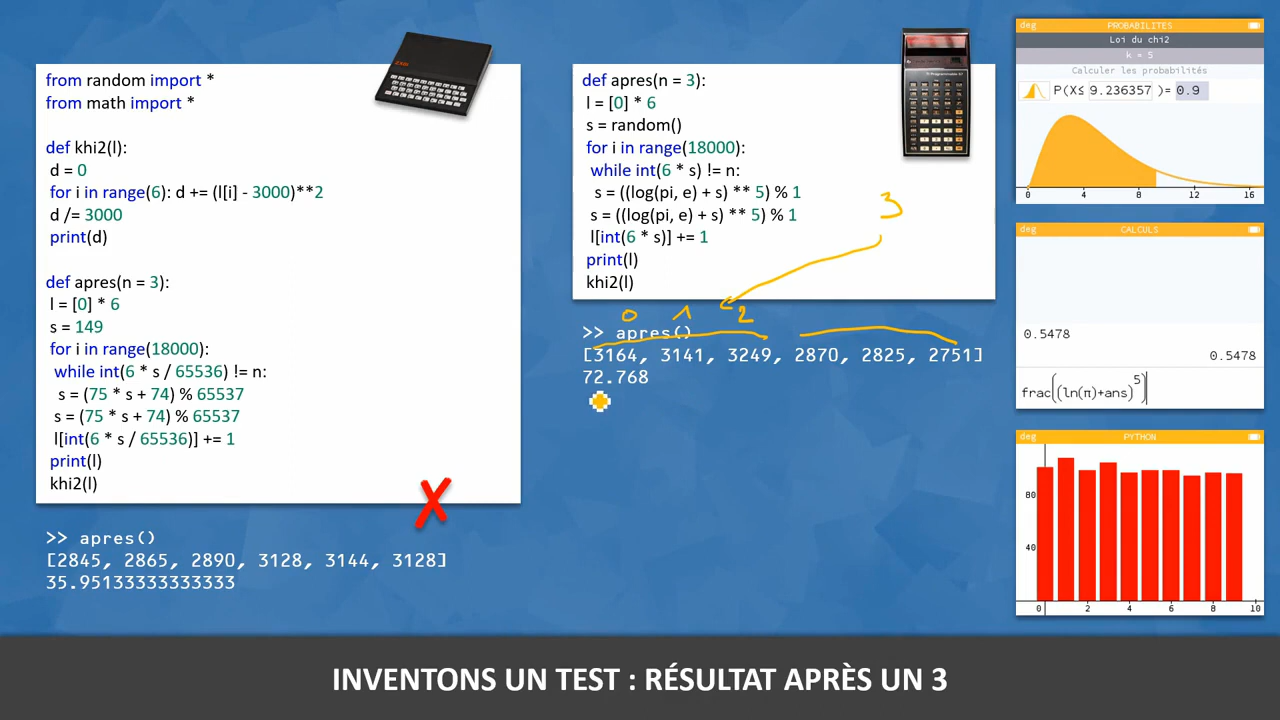 from random import *
from math import *
def khi2(l):
d = 0
for i in range(6): d += (l[i] - 3000)**2
d /= 3000
print(d)
def apres(n = 3):
l = [0] * 6
s = 149
for i in range(18000):
while int(6 * s / 65536) != n:
s = (75 * s + 74) % 65537
s = (75 * s + 74) % 65537
l[int(6 * s / 65536)] += 1
print(l)
khi2(l)
>> apres()
[2845, 2865, 2890, 3128, 3144, 3128]
35.95133333333333
def apres(n = 3):
l = [0] * 6
s = random()
for i in range(18000):
while int(6 * s) != n:
s = ((log(pi, e) + s) ** 5) % 1
s = ((log(pi, e) + s) ** 5) % 1
l[int(6 * s)] += 1
print(l)
khi2(l)
3
0 1 2
>> apres()
[3164, 3141, 3249, 2870, 2825, 2751]
72.768
deg PROBABILITES
Loi du chi2
k = 5
Calculer les probabilités
P(X≤ 9.236357 )= 0.9
0 4 8 12 16
deg CALCULS
0.5478
0.5478
frac((ln(π)+ans)^5)
deg PYTHON
80
40
0 2 4 6 8 10
INVENTONS UN TEST : RÉSULTAT APRÈS UN 3